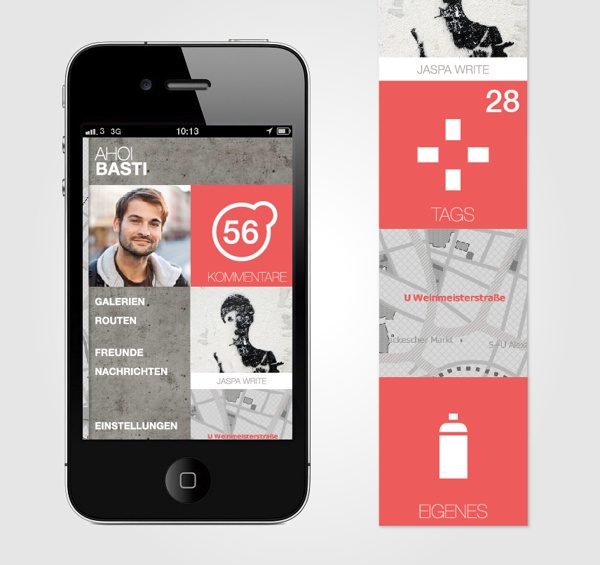 3 3G 10:13
AHOI
BASTI
56
KOMMENTARE
GALERIEN
ROUTEN
FREUNDE
NACHRICHTEN
JASPA WRITE
EINSTELLUNGEN
U Weinmeisterstraße
JASPA WRITE
28
TAGS
U Weinmeisterstraße
ckescher Markt
S+U Alex
EIGENES